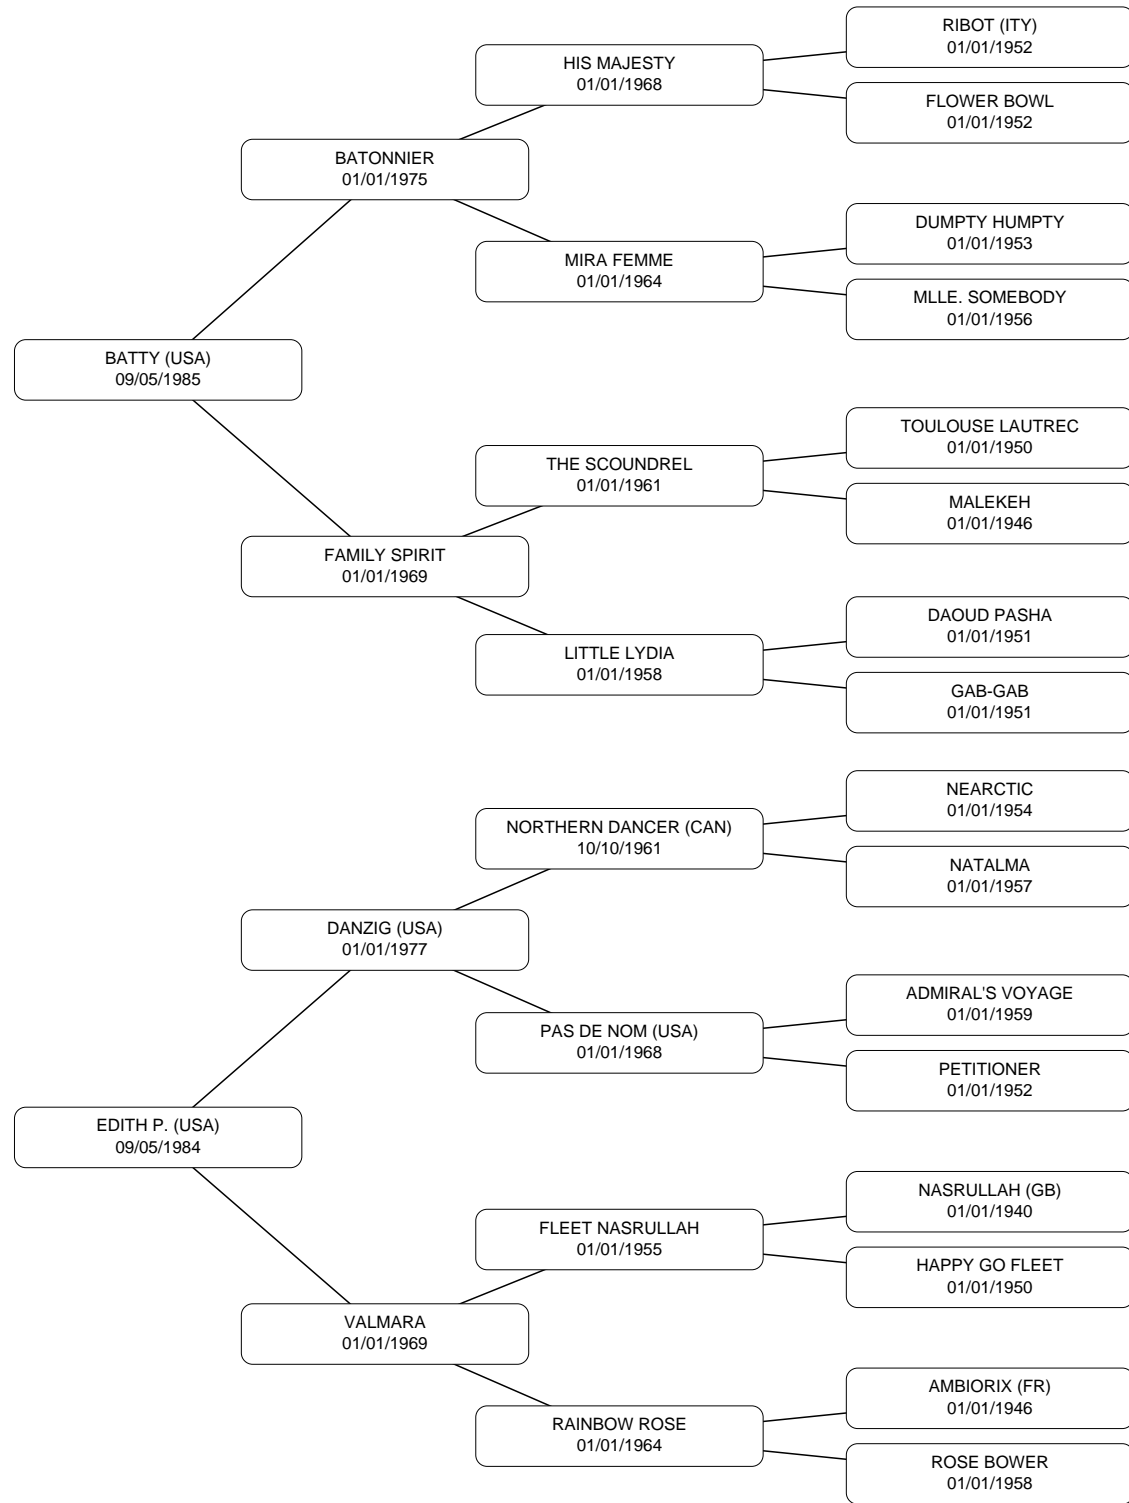 RIBOT (ITY)
01/01/1952
HIS MAJESTY
01/01/1968
FLOWER BOWL
01/01/1952
BATONNIER
01/01/1975
DUMPTY HUMPTY
01/01/1953
MIRA FEMME
01/01/1964
MLLE. SOMEBODY
01/01/1956
BATTY (USA)
09/05/1985
TOULOUSE LAUTREC
01/01/1950
THE SCOUNDREL
01/01/1961
MALEKEH
01/01/1946
FAMILY SPIRIT
01/01/1969
DAOUD PASHA
01/01/1951
LITTLE LYDIA
01/01/1958
GAB-GAB
01/01/1951
NEARCTIC
01/01/1954
NORTHERN DANCER (CAN)
10/10/1961
NATALMA
01/01/1957
DANZIG (USA)
01/01/1977
ADMIRAL'S VOYAGE
01/01/1959
PAS DE NOM (USA)
01/01/1968
PETITIONER
01/01/1952
EDITH P. (USA)
09/05/1984
NASRULLAH (GB)
01/01/1940
FLEET NASRULLAH
01/01/1955
HAPPY GO FLEET
01/01/1950
VALMARA
01/01/1969
AMBIORIX (FR)
01/01/1946
RAINBOW ROSE
01/01/1964
ROSE BOWER
01/01/1958